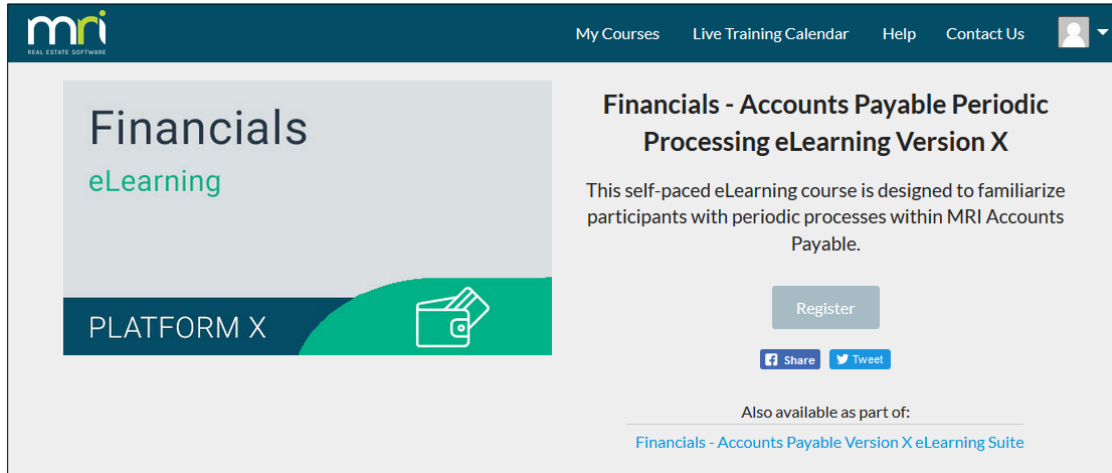 mri
REAL ESTATE SOFTWARE
My Courses
Live Training Calendar
Help
Contact Us
Financials
eLearning
PLATFORM X
Financials - Accounts Payable Periodic
Processing eLearning Version X
This self-paced eLearning course is designed to familiarize
participants with periodic processes within MRI Accounts
Payable.
Register
Share
Tweet
Also available as part of:
Financials - Accounts Payable Version X eLearning Suite